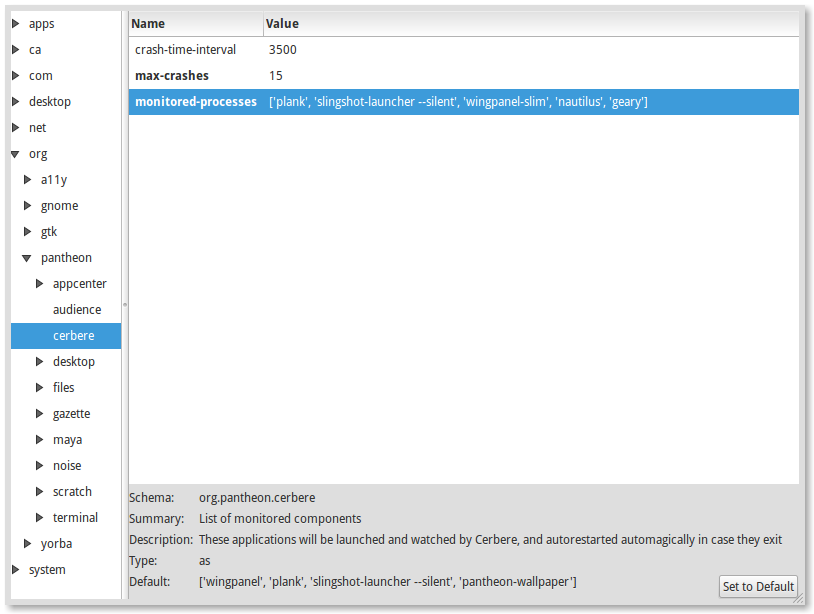 apps
ca
com
desktop
net
org
a11y
gnome
gtk
pantheon
appcenter
audience
cerbere
desktop
files
gazette
maya
noise
scratch
terminal
yorba
system
Name Value
crash-time-interval 3500
max-crashes 15
monitored-processes ['plank', 'slingshot-launcher --silent', 'wingpanel-slim', 'nautilus', 'geary']
Schema: org.pantheon.cerbere
Summary: List of monitored components
Description: These applications will be launched and watched by Cerbere, and autorestarted automagically in case they exit
Type: as
Default: ['wingpanel', 'plank', 'slingshot-launcher --silent', 'pantheon-wallpaper']
Set to Default